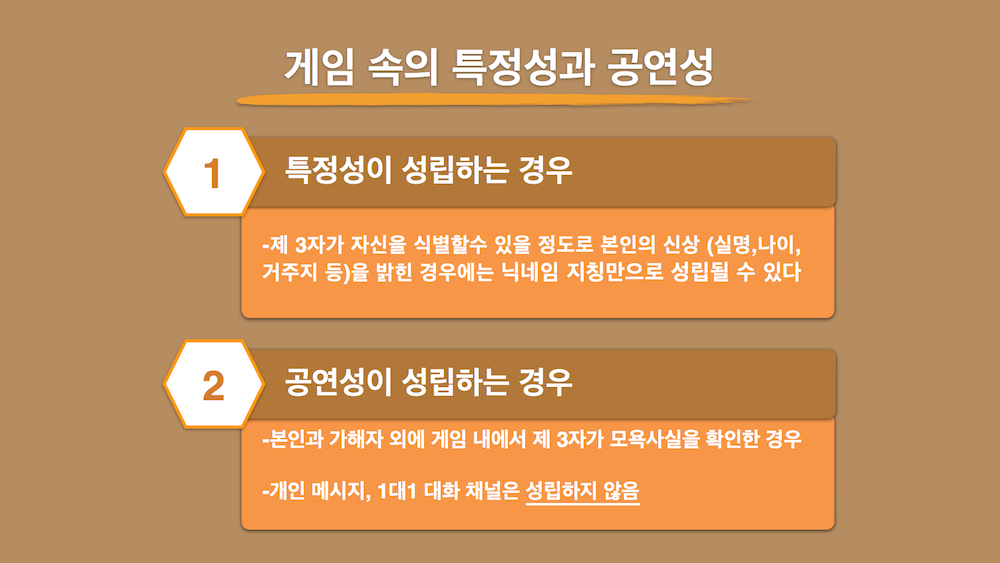 게임 속의 특정성과 공연성
1
특정성이 성립하는 경우
-제 3자가 자신을 식별할수 있을 정도로 본인의 신상 (실명,나이,
거주지 등)을 밝힌 경우에는 닉네임 지칭만으로 성립될 수 있다
2
공연성이 성립하는 경우
-본인과 가해자 외에 게임 내에서 제 3자가 모욕사실을 확인한 경우
-개인 메시지, 1대1 대화 채널은 성립하지 않음